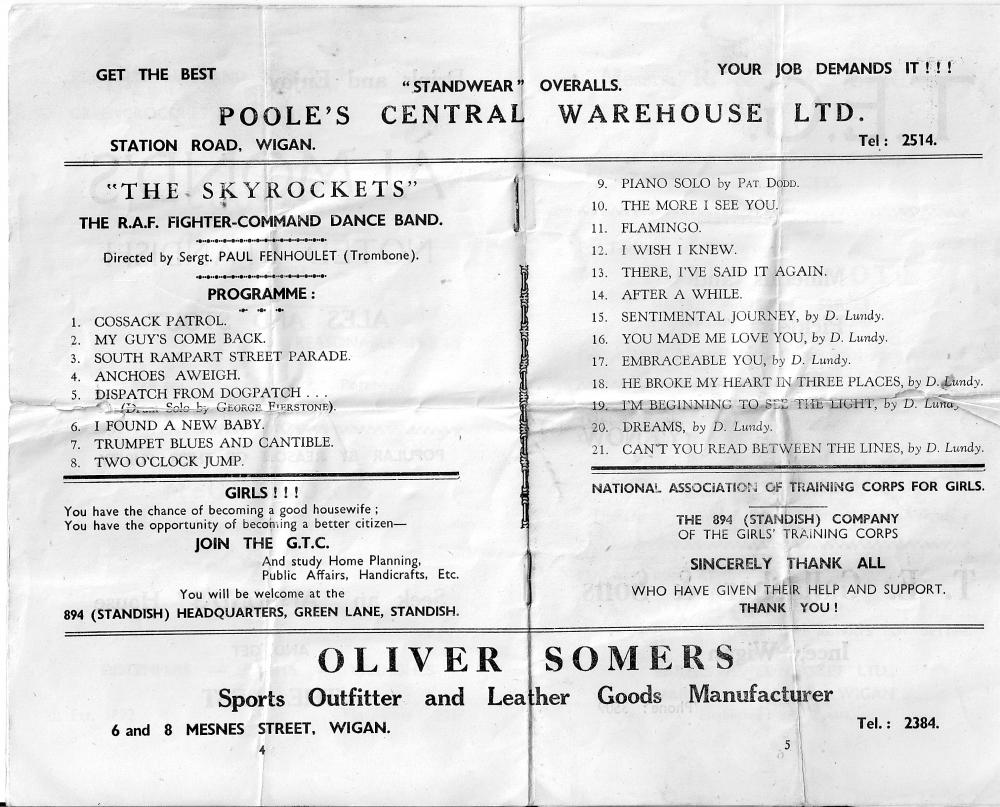 GET THE BEST
YOUR JOB DEMANDS IT ! ! !
"STANDWEAR" OVERALLS.
POOLE'S CENTRAL WAREHOUSE LTD.
STATION ROAD, WIGAN.
Tel : 2514.
"THE SKYROCKETS"
THE R.A.F. FIGHTER-COMMAND DANCE BAND.
Directed by Sergt. PAUL FENHOULET (Trombone).
PROGRAMME :
1. COSSACK PATROL.
2. MY GUY'S COME BACK.
3. SOUTH RAMPART STREET PARADE.
4. ANCHOES AWEIGH.
5. DISPATCH FROM DOGPATCH . . .
(Drum Solo by GEORGE FIERSTONE).
6. I FOUND A NEW BABY.
7. TRUMPET BLUES AND CANTIBLE.
8. TWO O'CLOCK JUMP.
GIRLS ! ! !
You have the chance of becoming a good housewife ;
You have the opportunity of becoming a better citizen—
JOIN THE G.T.C.
And study Home Planning,
Public Affairs, Handicrafts, Etc.
You will be welcome at the
894 (STANDISH) HEADQUARTERS, GREEN LANE, STANDISH.
9. PIANO SOLO by PAT DODD.
10. THE MORE I SEE YOU.
11. FLAMINGO.
12. I WISH I KNEW.
13. THERE, I'VE SAID IT AGAIN.
14. AFTER A WHILE.
15. SENTIMENTAL JOURNEY, by D. Lundy.
16. YOU MADE ME LOVE YOU, by D. Lundy.
17. EMBRACEABLE YOU, by D. Lundy.
18. HE BROKE MY HEART IN THREE PLACES, by D. Lundy.
19. I'M BEGINNING TO SEE THE LIGHT, by D. Lundy
20. DREAMS, by D. Lundy.
21. CAN'T YOU READ BETWEEN THE LINES, by D. Lundy.
NATIONAL ASSOCIATION OF TRAINING CORPS FOR GIRLS.
THE 894 (STANDISH) COMPANY
OF THE GIRLS' TRAINING CORPS
SINCERELY THANK ALL
WHO HAVE GIVEN THEIR HELP AND SUPPORT.
THANK YOU !
OLIVER SOMERS
Sports Outfitter and Leather Goods Manufacturer
6 and 8 MESNES STREET, WIGAN.
Tel. : 2384.
4
5